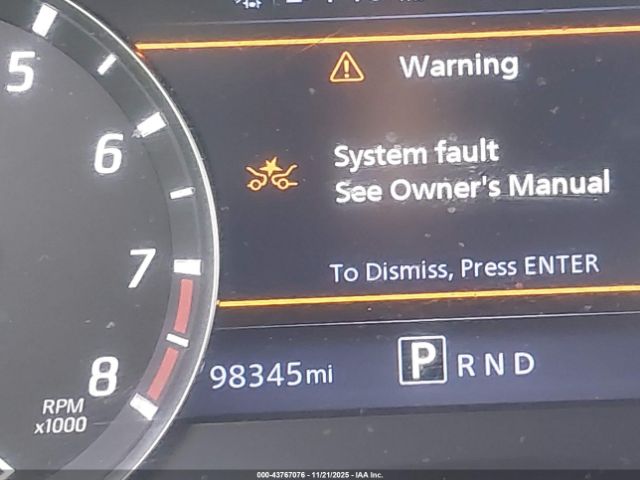 5
Warning
6
System fault
See Owner's Manual
7
To Dismiss, Press ENTER
8
98345mi
P R N D
RPM
x1000
000-43767076 - 11/21/2025 - IAA Inc.